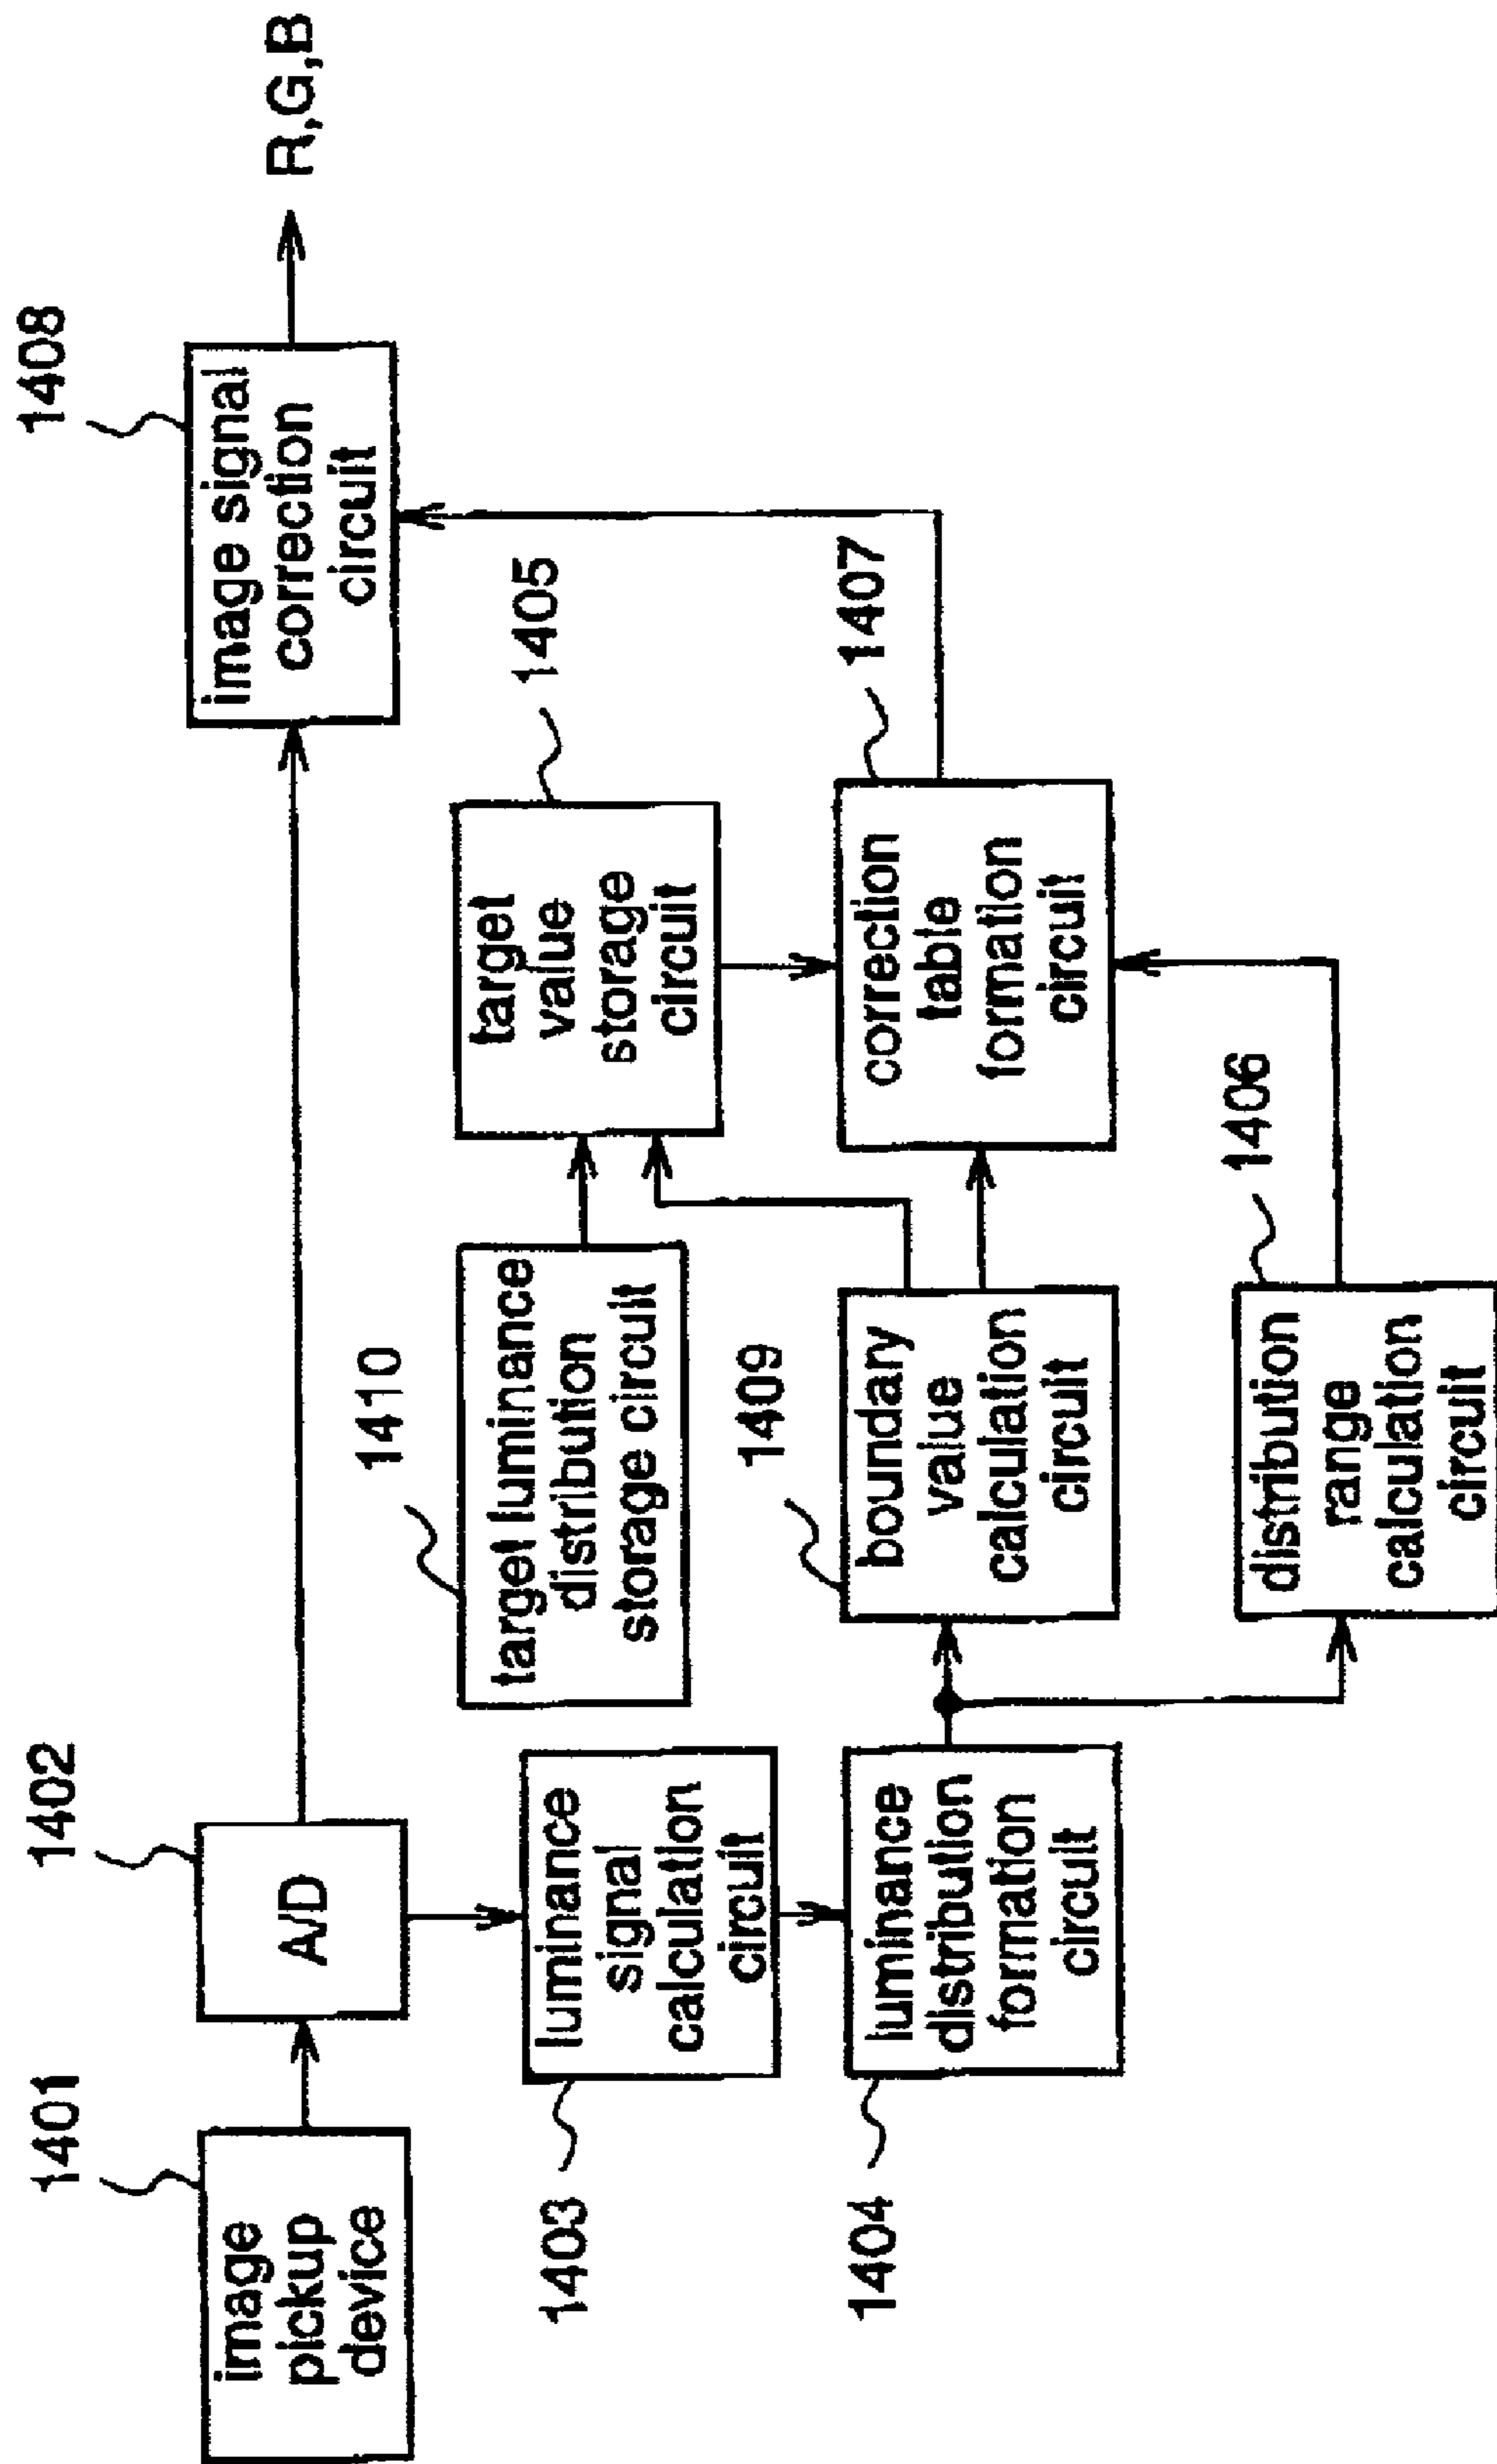 1401
image
pickup
device
1402
A/D
1408
image signal
correction
circuit
R,G,B
1403
luminance
signal
calculation
circuit
1410
target luminance
distribution
storage circuit
1405
target
value
storage
circuit
1404
luminance
distribution
formation
circuit
1409
boundary
value
calculation
circuit
1407
correction
table
formation
circuit
1406
distribution
range
calculation
circuit